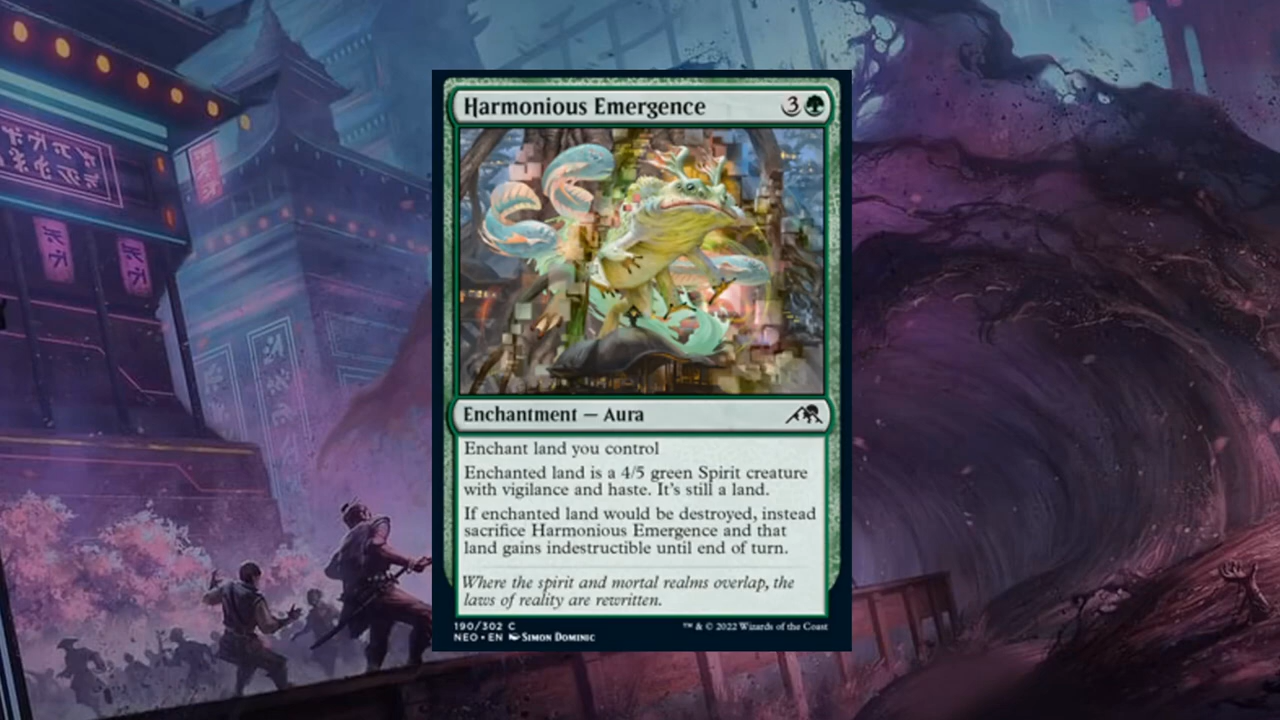 Harmonious Emergence 3
Enchantment — Aura
Enchant land you control
Enchanted land is a 4/5 green Spirit creature
with vigilance and haste. It's still a land.
If enchanted land would be destroyed, instead
sacrifice Harmonious Emergence and that
land gains indestructible until end of turn.
Where the spirit and mortal realms overlap, the
laws of reality are rewritten.
190/302 C
NEO • EN Simon Dominic
™ & © 2022 Wizards of the Coast